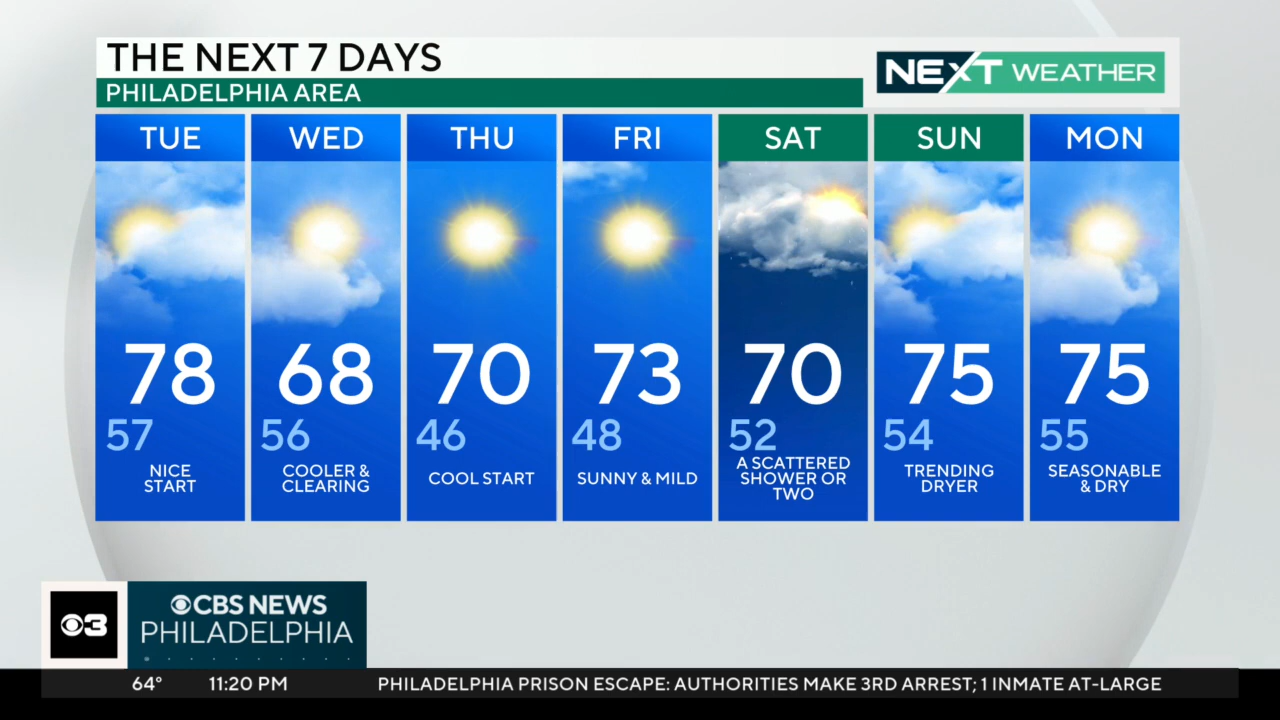 THE NEXT 7 DAYS
PHILADELPHIA AREA
NEXT WEATHER
TUE
WED
THU
FRI
SAT
SUN
MON
78
68
70
73
70
75
75
57
56
46
48
52
54
55
NICE
START
COOLER &
CLEARING
COOL START
SUNNY & MILD
A SCATTERED
SHOWER OR
TWO
TRENDING
DRYER
SEASONABLE
& DRY
3
CBS NEWS
PHILADELPHIA
64° 11:20 PM PHILADELPHIA PRISON ESCAPE: AUTHORITIES MAKE 3RD ARREST; 1 INMATE AT-LARGE